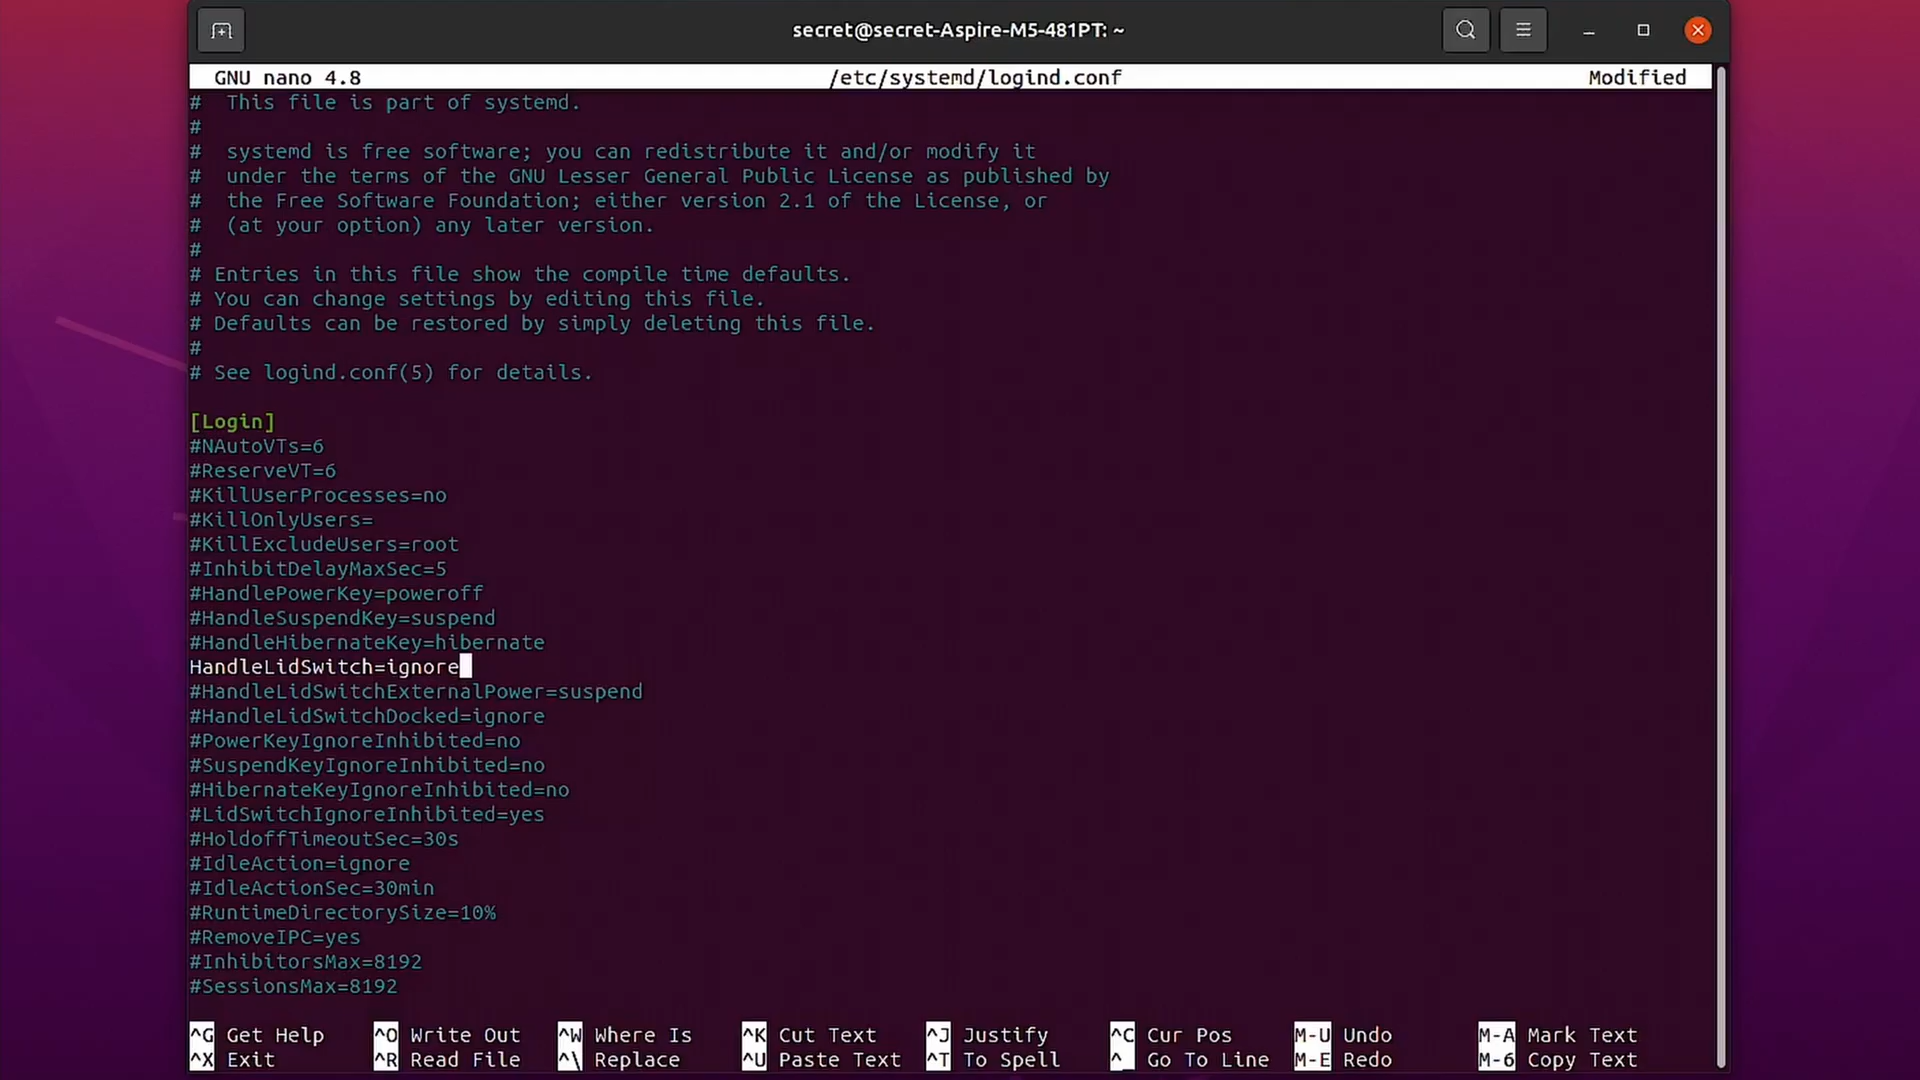 secret@secret-Aspire-M5-481PT: ~
GNU nano 4.8 /etc/systemd/logind.conf Modified
#  This file is part of systemd.
#
#  systemd is free software; you can redistribute it and/or modify it
#  under the terms of the GNU Lesser General Public License as published by
#  the Free Software Foundation; either version 2.1 of the License, or
#  (at your option) any later version.
#
# Entries in this file show the compile time defaults.
# You can change settings by editing this file.
# Defaults can be restored by simply deleting this file.
#
# See logind.conf(5) for details.
[Login]
#NAutoVTs=6
#ReserveVT=6
#KillUserProcesses=no
#KillOnlyUsers=
#KillExcludeUsers=root
#InhibitDelayMaxSec=5
#HandlePowerKey=poweroff
#HandleSuspendKey=suspend
#HandleHibernateKey=hibernate
HandleLidSwitch=ignore
#HandleLidSwitchExternalPower=suspend
#HandleLidSwitchDocked=ignore
#PowerKeyIgnoreInhibited=no
#SuspendKeyIgnoreInhibited=no
#HibernateKeyIgnoreInhibited=no
#LidSwitchIgnoreInhibited=yes
#HoldoffTimeoutSec=30s
#IdleAction=ignore
#IdleActionSec=30min
#RuntimeDirectorySize=10%
#RemoveIPC=yes
#InhibitorsMax=8192
#SessionsMax=8192
^G Get Help ^O Write Out ^W Where Is ^K Cut Text ^J Justify ^C Cur Pos M-U Undo M-A Mark Text
^X Exit ^R Read File ^\ Replace ^U Paste Text ^T To Spell ^_ Go To Line M-E Redo M-6 Copy Text